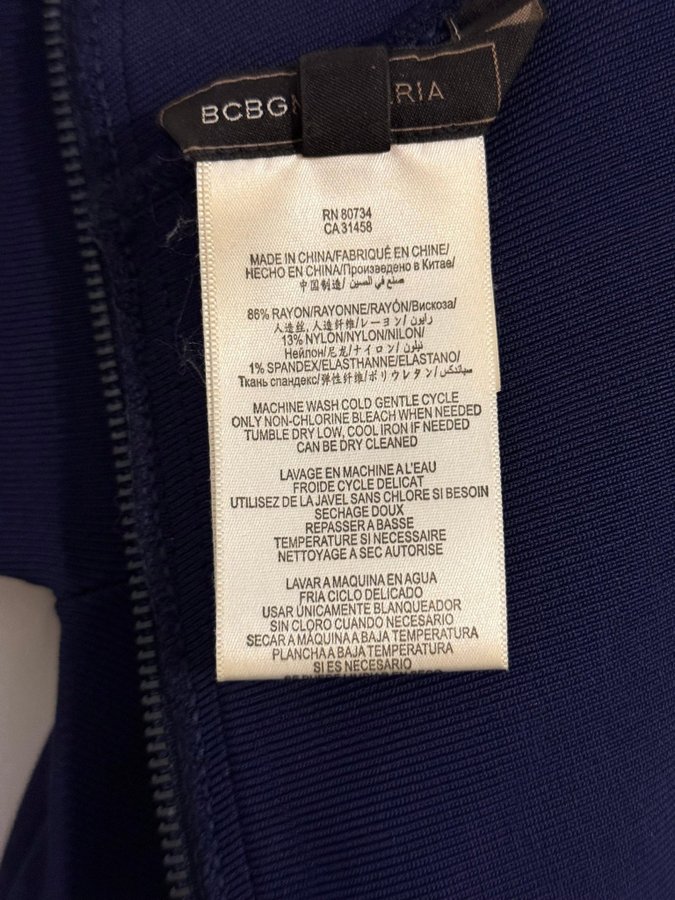 BCBGM RIA
RN 80734
CA 31458
MADE IN CHINA/FABRIQUÉ EN CHINE/
HECHO EN CHINA/Произведено в Китае/
中国制造/ صنع في الصين/
86% RAYON/RAYONNE/RAYÓN/Вискоза/
人造丝, 人造纤维/レーヨン/ رايون/
13% NYLON/NYLON/NILON/
Нейлон/尼龙/ナイロン/ نيلون/
1% SPANDEX/ELASTHANNE/ELASTANO/
Ткань спандекс/弹性纤维/ポリウレタン/ سباندكس/
MACHINE WASH COLD GENTLE CYCLE
ONLY NON-CHLORINE BLEACH WHEN NEEDED
TUMBLE DRY LOW, COOL IRON IF NEEDED
CAN BE DRY CLEANED
LAVAGE EN MACHINE A L'EAU
FROIDE CYCLE DELICAT
UTILISEZ DE LA JAVEL SANS CHLORE SI BESOIN
SECHAGE DOUX
REPASSER A BASSE
TEMPERATURE SI NECESSAIRE
NETTOYAGE A SEC AUTORISE
LAVAR A MAQUINA EN AGUA
FRIA CICLO DELICADO
USAR ÚNICAMENTE BLANQUEADOR
SIN CLORO CUANDO NECESARIO
SECAR A MÁQUINA A BAJA TEMPERATURA
PLANCHA A BAJA TEMPERATURA
SI ES NECESARIO